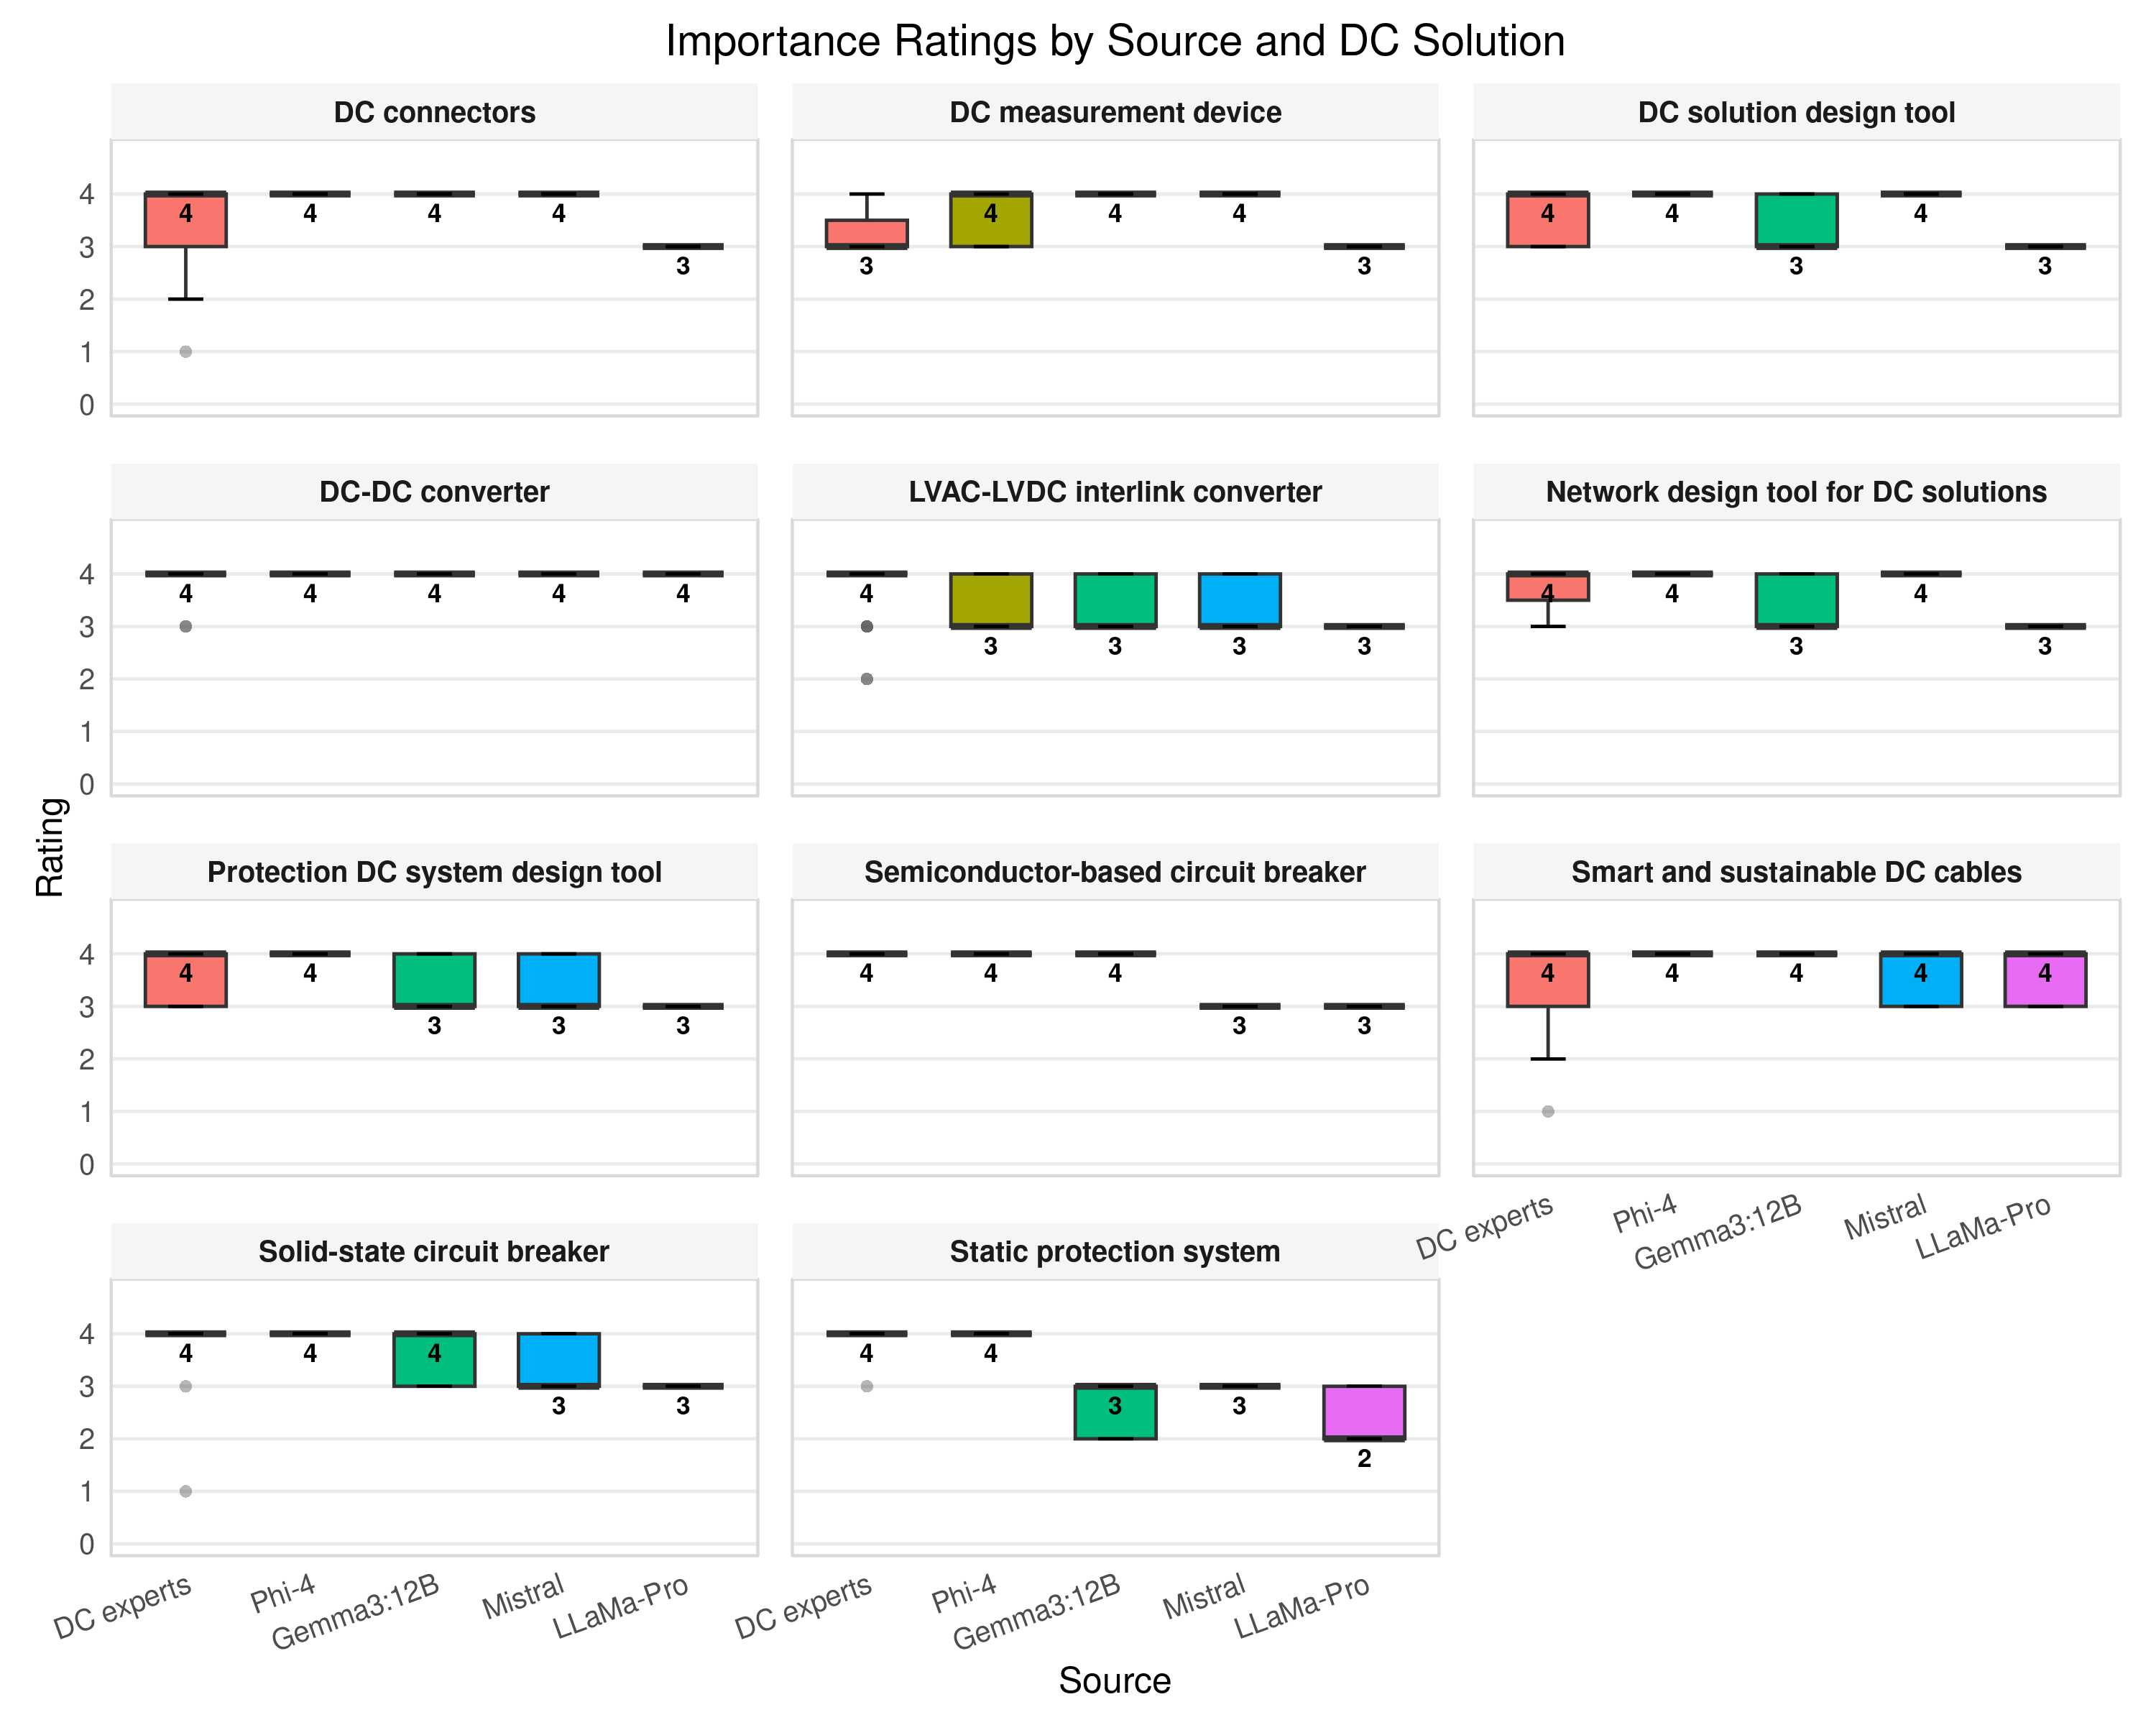 Importance Ratings by Source and DC Solution
DC connectors
DC measurement device
DC solution design tool
4
3
2
1
0
4
4
4
4
3
3
4
4
4
3
4
4
3
4
3
DC-DC converter
LVAC-LVDC interlink converter
Network design tool for DC solutions
4
3
2
1
0
4
4
4
4
4
4
3
3
3
3
4
4
3
4
3
Rating
Protection DC system design tool
Semiconductor-based circuit breaker
Smart and sustainable DC cables
4
3
2
1
0
4
4
3
3
3
4
4
4
3
3
4
4
4
4
4
DC experts
Phi-4
Gemma3:12B
Mistral
LLaMa-Pro
Solid-state circuit breaker
Static protection system
4
3
2
1
0
4
4
4
3
3
4
4
3
3
2
DC experts
Phi-4
Gemma3:12B
Mistral
LLaMa-Pro
DC experts
Phi-4
Gemma3:12B
Mistral
LLaMa-Pro
Source